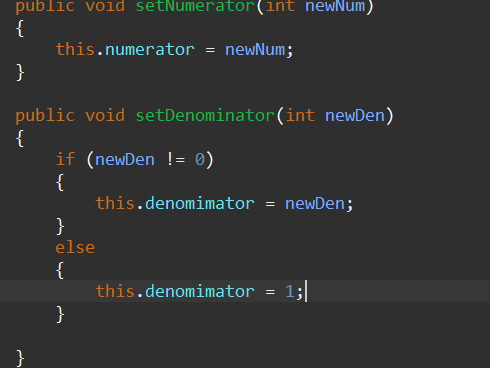 public void setNumerator(int newNum)
{
this.numerator = newNum;
}
public void setDenominator(int newDen)
{
if (newDen != 0)
{
this.denomimator = newDen;
}
else
{
this.denomimator = 1;
}
}